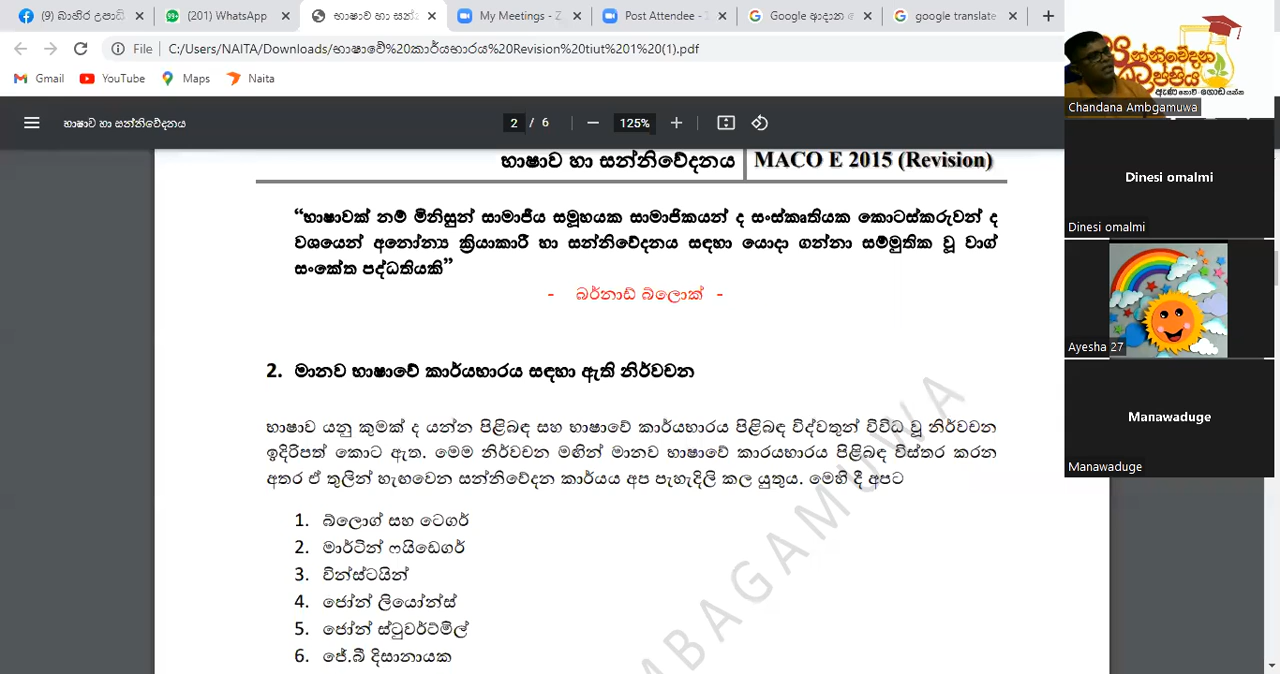 (9) බාහිර උපාධි
(201) WhatsApp
භාෂාව හා සන්
My Meetings - Z
Post Attendee - Z
Google ආදාන
google translate
File
C:/Users/NAITA/Downloads/භාෂාවේ%20කාර්යභාරය%20Revision%20tiut%201%20(1).pdf
Gmail
YouTube
Maps
Naita
භාෂාව හා සන්නිවේදනය
2 / 6
125%
භාෂාව හා සන්නිවේදනය MACO E 2015 (Revision)
“භාෂාවක් නම් මිනිසුන් සාමාජීය සමූහයක සාමාජිකයන් ද සංස්කෘතියක කොටස්කරුවන් ද
වශයෙන් අනෝන්‍ය ක්‍රියාකාරී හා සන්නිවේදනය සඳහා යොදා ගන්නා සම්මුතික වූ වාග්
සංකේත පද්ධතියකි”
- බර්නාඩ් බ්ලොක් -
2. මානව භාෂාවේ කාර්යභාරය සඳහා ඇති නිර්වචන
භාෂාව යනු කුමක් ද යන්න පිළිබඳ සහ භාෂාවේ කාර්යභාරය පිළිබඳ විද්වතුන් විවිධ වූ නිර්වචන
ඉදිරිපත් කොට ඇත. මෙම නිර්වචන මඟින් මානව භාෂාවේ කාරයභාරය පිළිබඳ විස්තර කරන
අතර ඒ තුලින් හැඟවෙන සන්නිවේදන කාර්යය අප පැහැදිලි කල යුතුය. මෙහි දී අපට
1. බ්ලොග් සහ ටෙගර්
2. මාර්ටින් ෆයිඩෙගර්
3. වින්ස්ටයින්
4. ජෝන් ලියෝන්ස්
5. ජෝන් ස්ටුවර්ට්මිල්
6. ජේ.බී දිසානායක
MBAGAMUWA
සන්නිවේදන
ඇණ නොවී ගොඩ යන්න
Chandana Ambgamuwa
Dinesi omalmi
Dinesi omalmi
Ayesha 27
Manawaduge
Manawaduge